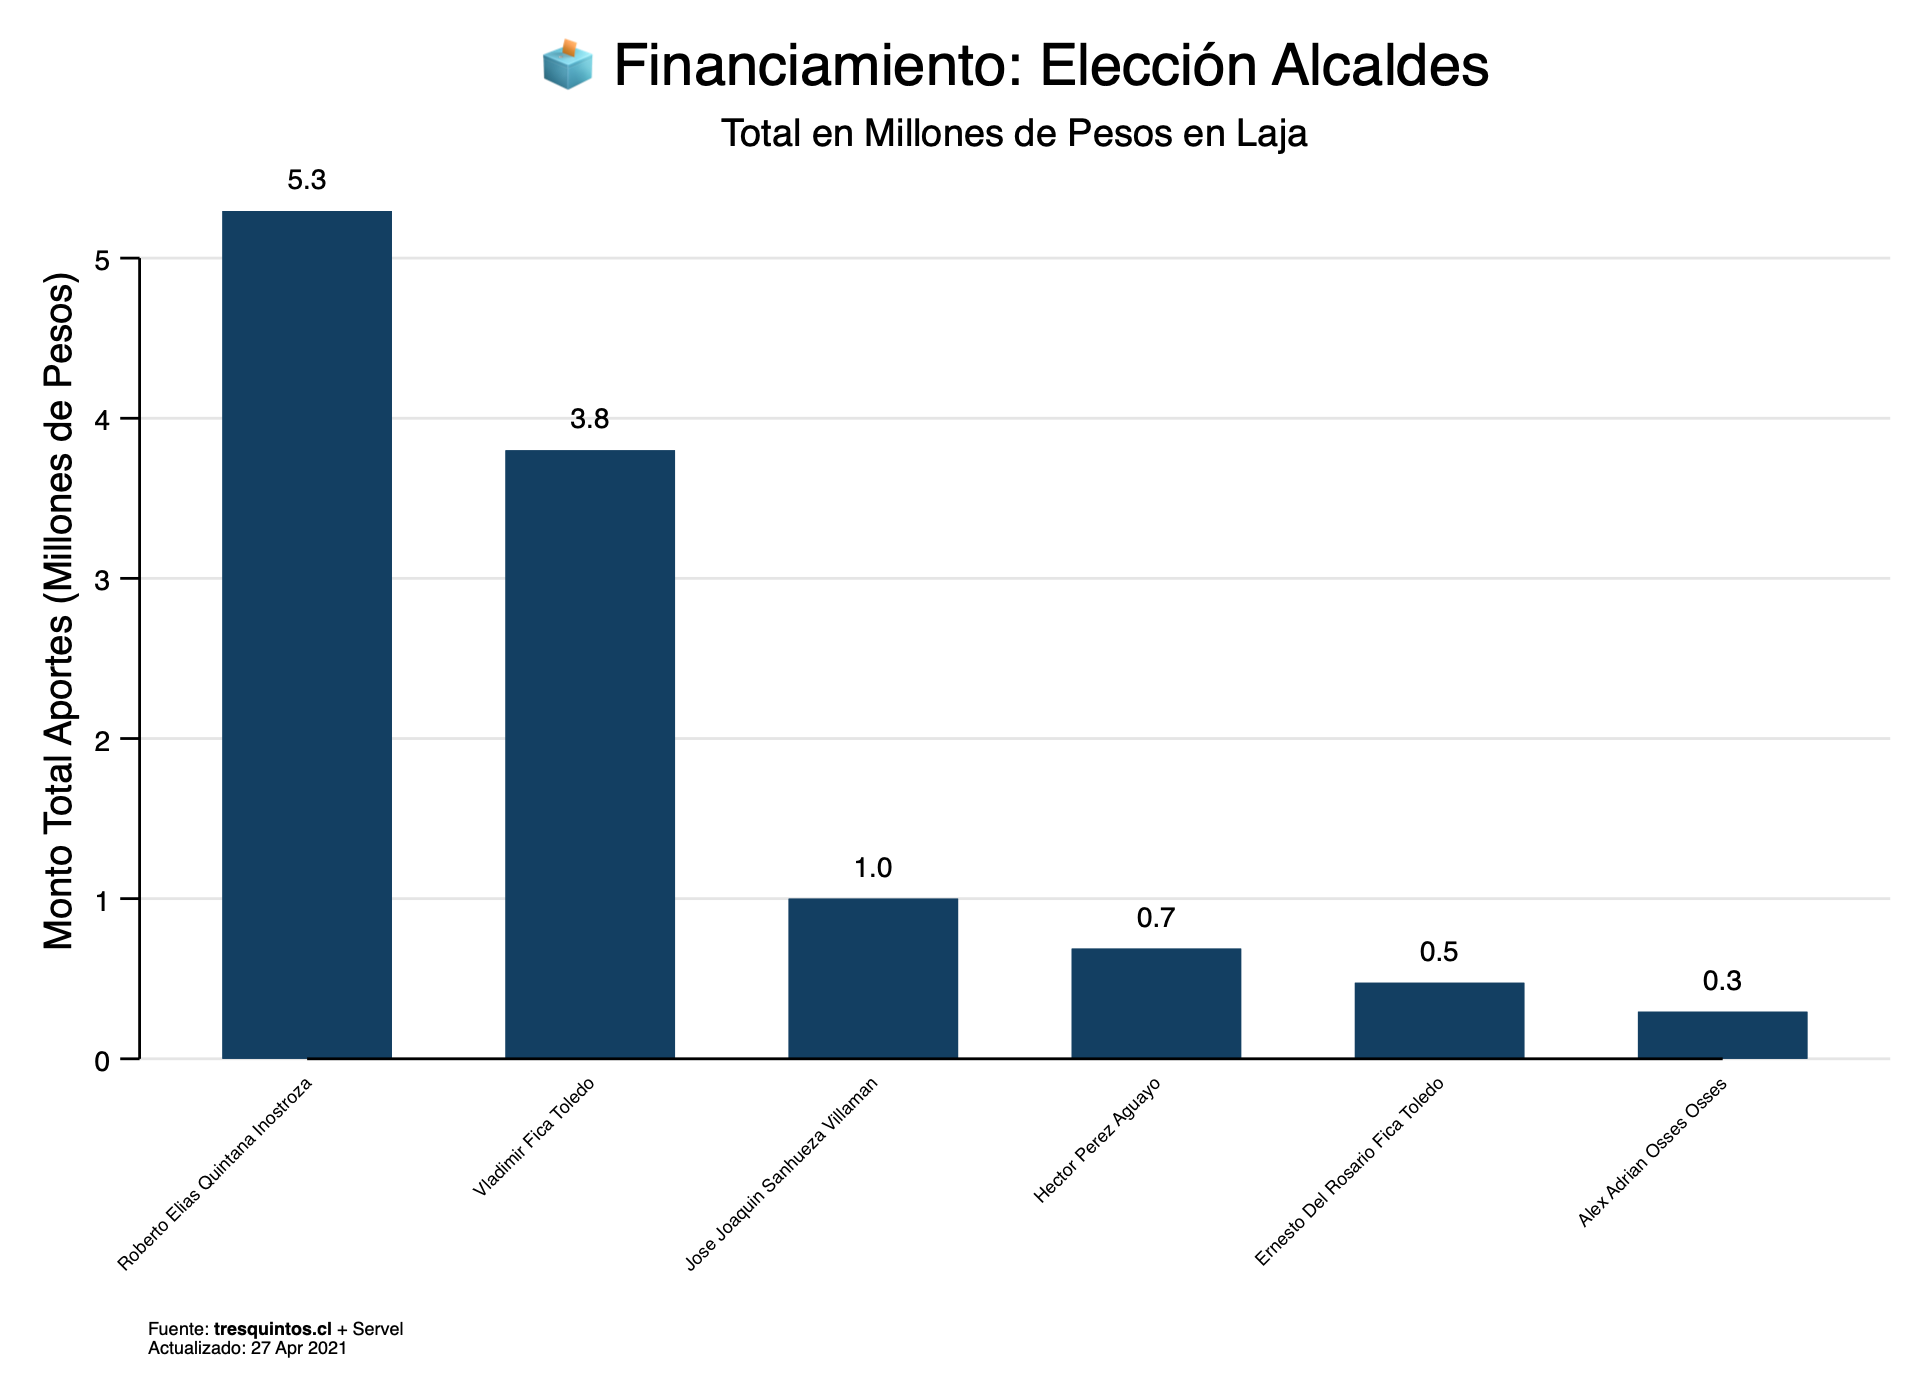 Financiamiento: Elección Alcaldes
Total en Millones de Pesos en Laja
Monto Total Aportes (Millones de Pesos)
5
4
3
2
1
0
5.3
3.8
1.0
0.7
0.5
0.3
Roberto Elias Quintana Inostroza
Vladimir Fica Toledo
Jose Joaquin Sanhueza Villaman
Hector Perez Aguayo
Ernesto Del Rosario Fica Toledo
Alex Adrian Osses Osses
Fuente: tresquintos.cl + Servel
Actualizado: 27 Apr 2021